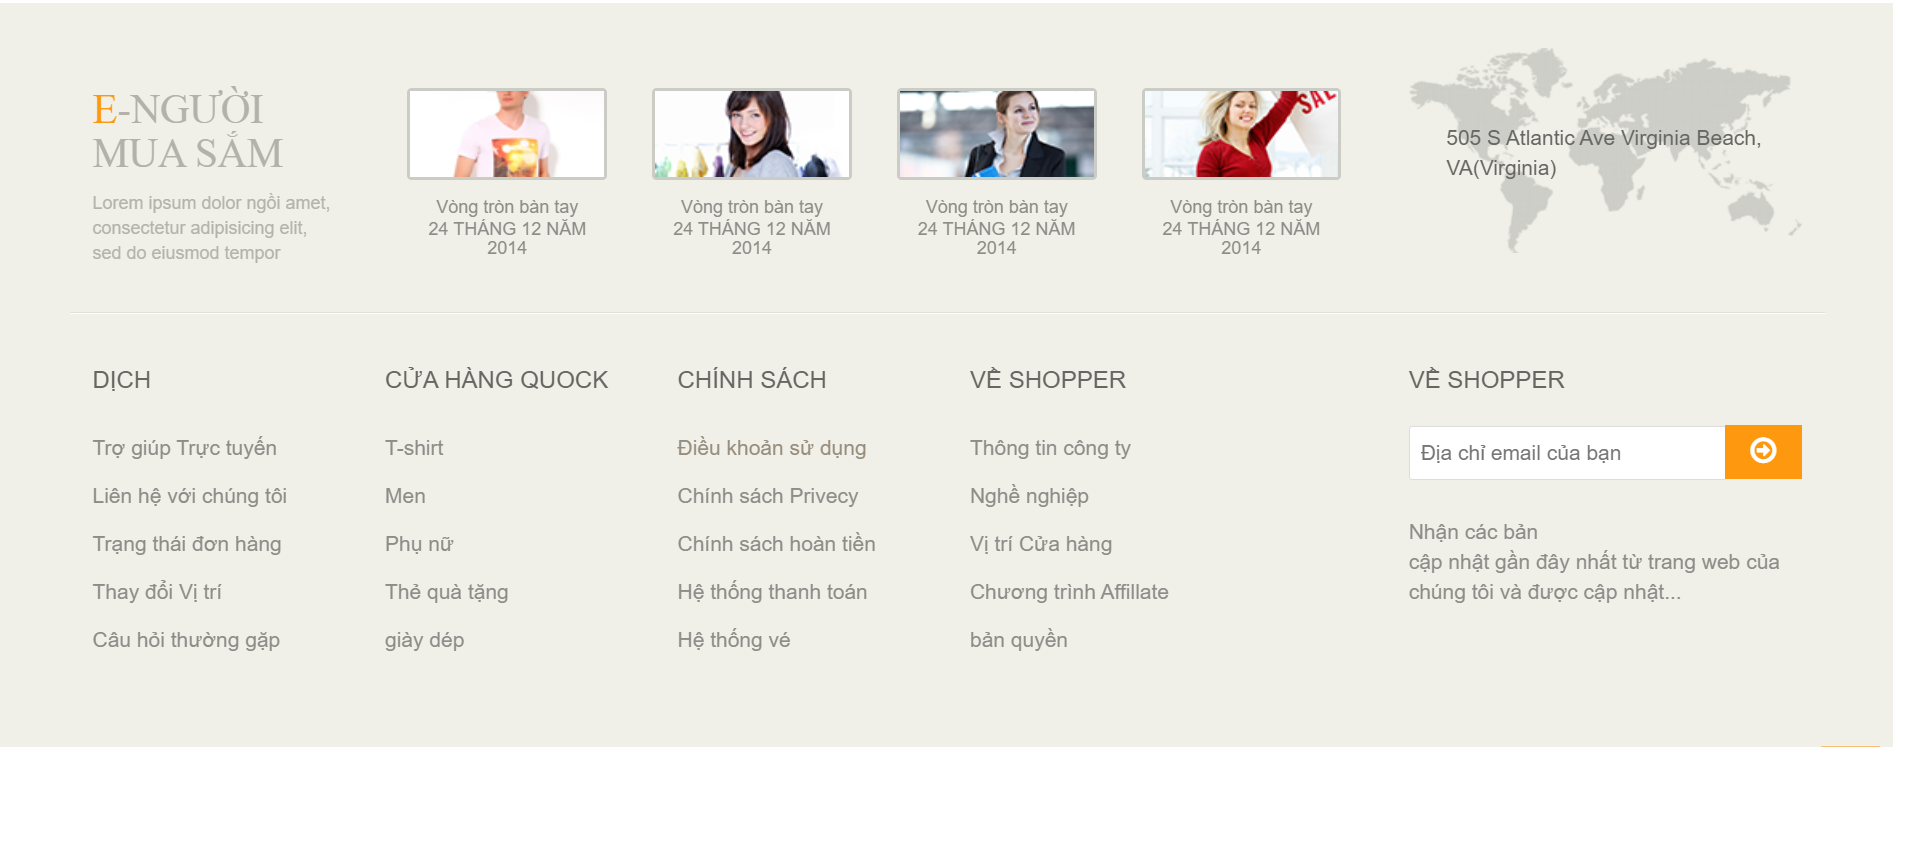 E-NGƯỜI
MUA SẮM
Lorem ipsum dolor ngồi amet,
consectetur adipisicing elit,
sed do eiusmod tempor
Vòng tròn bàn tay
24 THÁNG 12 NĂM
2014
Vòng tròn bàn tay
24 THÁNG 12 NĂM
2014
Vòng tròn bàn tay
24 THÁNG 12 NĂM
2014
SALE
Vòng tròn bàn tay
24 THÁNG 12 NĂM
2014
505 S Atlantic Ave Virginia Beach,
VA(Virginia)
DỊCH
Trợ giúp Trực tuyến
Liên hệ với chúng tôi
Trạng thái đơn hàng
Thay đổi Vị trí
Câu hỏi thường gặp
CỬA HÀNG QUOCK
T-shirt
Men
Phụ nữ
Thẻ quà tặng
giày dép
CHÍNH SÁCH
Điều khoản sử dụng
Chính sách Privecy
Chính sách hoàn tiền
Hệ thống thanh toán
Hệ thống vé
VỀ SHOPPER
Thông tin công ty
Nghề nghiệp
Vị trí Cửa hàng
Chương trình Affillate
bản quyền
VỀ SHOPPER
Địa chỉ email của bạn
Nhận các bản
cập nhật gần đây nhất từ trang web của
chúng tôi và được cập nhật...